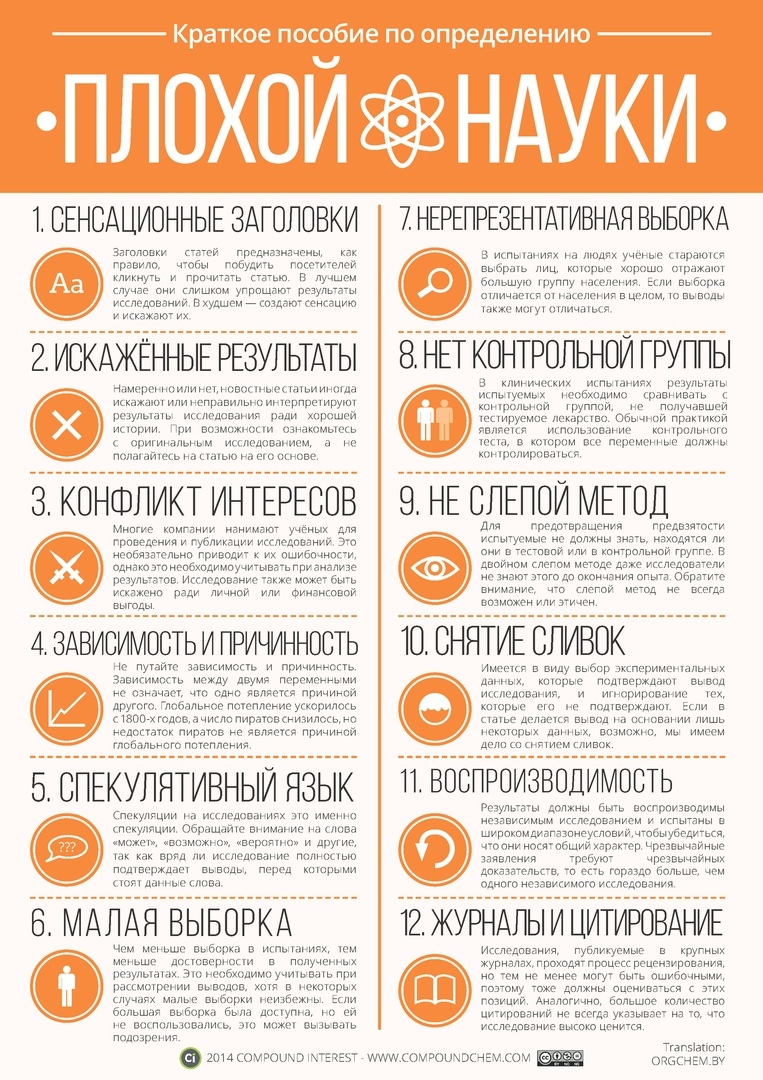 Краткое пособие по определению
•ПЛОХОЙ НАУКИ•
1. СЕНСАЦИОННЫЕ ЗАГОЛОВКИ
Aa
Заголовки статей предназначены, как
правило, чтобы побудить посетителей
кликнуть и прочитать статью. В лучшем
случае они слишком упрощают результаты
исследований. В худшем — создают сенсацию
и искажают их.
2. ИСКАЖЁННЫЕ РЕЗУЛЬТАТЫ
Намеренно или нет, новостные статьи иногда
искажают или неправильно интерпретируют
результаты исследования ради хорошей
истории. При возможности ознакомьтесь
с оригинальным исследованием, а не
полагайтесь на статью на его основе.
3. КОНФЛИКТ ИНТЕРЕСОВ
Многие компании нанимают учёных для
проведения и публикации исследований. Это
необязательно приводит к их ошибочности,
однако это необходимо учитывать при анализе
результатов. Исследование также может быть
искажено ради личной или финансовой
выгоды.
4. ЗАВИСИМОСТЬ И ПРИЧИННОСТЬ
Не путайте зависимость и причинность.
Зависимость между двумя переменными
не означает, что одно является причиной
другого. Глобальное потепление ускорилось
с 1800-х годов, а число пиратов снизилось, но
недостаток пиратов не является причиной
глобального потепления.
5. СПЕКУЛЯТИВНЫЙ ЯЗЫК
???
Спекуляции на исследованиях это именно
спекуляции. Обращайте внимание на слова
«может», «возможно», «вероятно» и другие,
так как вряд ли исследование полностью
подтверждает выводы, перед которыми
стоят данные слова.
6. МАЛАЯ ВЫБОРКА
Чем меньше выборка в испытаниях, тем
меньше достоверности в полученных
результатах. Это необходимо учитывать при
рассмотрении выводов, хотя в некоторых
случаях малые выборки неизбежны. Если
большая выборка была доступна, но ей
не воспользовались, это может вызывать
подозрения.
7. НЕРЕПРЕЗЕНТАТИВНАЯ ВЫБОРКА
В испытаниях на людях учёные стараются
выбрать лиц, которые хорошо отражают
большую группу населения. Если выборка
отличается от населения в целом, то выводы
также могут отличаться.
8. НЕТ КОНТРОЛЬНОЙ ГРУППЫ
В клинических испытаниях результаты
испытуемых необходимо сравнивать с
контрольной группой, не получавшей
тестируемое лекарство. Обычной практикой
является использование контрольного
теста, в котором все переменные должны
контролироваться.
9. НЕ СЛЕПОЙ МЕТОД
Для предотвращения предвзятости
испытуемые не должны знать, находятся ли
они в тестовой или в контрольной группе. В
двойном слепом методе даже исследователи
не знают этого до окончания опыта. Обратите
внимание, что слепой метод не всегда
возможен или этичен.
10. СНЯТИЕ СЛИВОК
Имеется в виду выбор экспериментальных
данных, которые подтверждают вывод
исследования, и игнорирование тех,
которые его не подтверждают. Если в
статье делается вывод на основании лишь
некоторых данных, возможно, мы имеем
дело со снятием сливок.
11. ВОСПРОИЗВОДИМОСТЬ
Результаты должны быть воспроизводимы
независимым исследованием и испытаны в
широком диапазоне условий, чтобы убедиться,
что они носят общий характер. Чрезвычайные
заявления требуют чрезвычайных
доказательств, то есть гораздо больше, чем
одного независимого исследования.
12. ЖУРНАЛЫ И ЦИТИРОВАНИЕ
Исследования, публикуемые в крупных
журналах, проходят процесс рецензирования,
но тем не менее могут быть ошибочными,
поэтому тоже должны оцениваться с этих
позиций. Аналогично, большое количество
цитирований не всегда указывает на то, что
исследование высоко ценится.
Ci 2014 COMPOUND INTEREST - WWW.COMPOUNDCHEM.COM
Translation:
ORGCHEM.BY